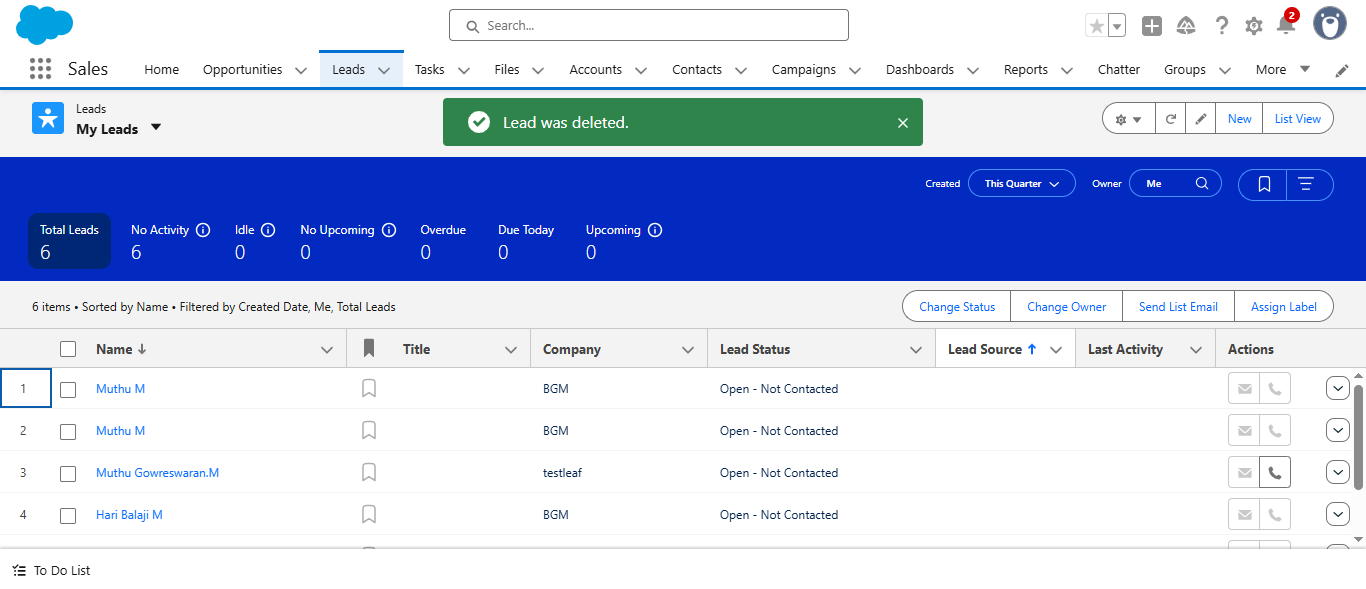 Search...
2
Sales
Home
Opportunities
Leads
Tasks
Files
Accounts
Contacts
Campaigns
Dashboards
Reports
Chatter
Groups
More
Leads
My Leads
Lead was deleted.
New
List View
Created
This Quarter
Owner
Me
Total Leads
6
No Activity
6
Idle
0
No Upcoming
0
Overdue
0
Due Today
0
Upcoming
0
6 items • Sorted by Name • Filtered by Created Date, Me, Total Leads
Change Status
Change Owner
Send List Email
Assign Label
Name Title Company Lead Status Lead Source Last Activity Actions
1 Muthu M BGM Open - Not Contacted
2 Muthu M BGM Open - Not Contacted
3 Muthu Gowreswaran.M testleaf Open - Not Contacted
4 Hari Balaji M BGM Open - Not Contacted
To Do List